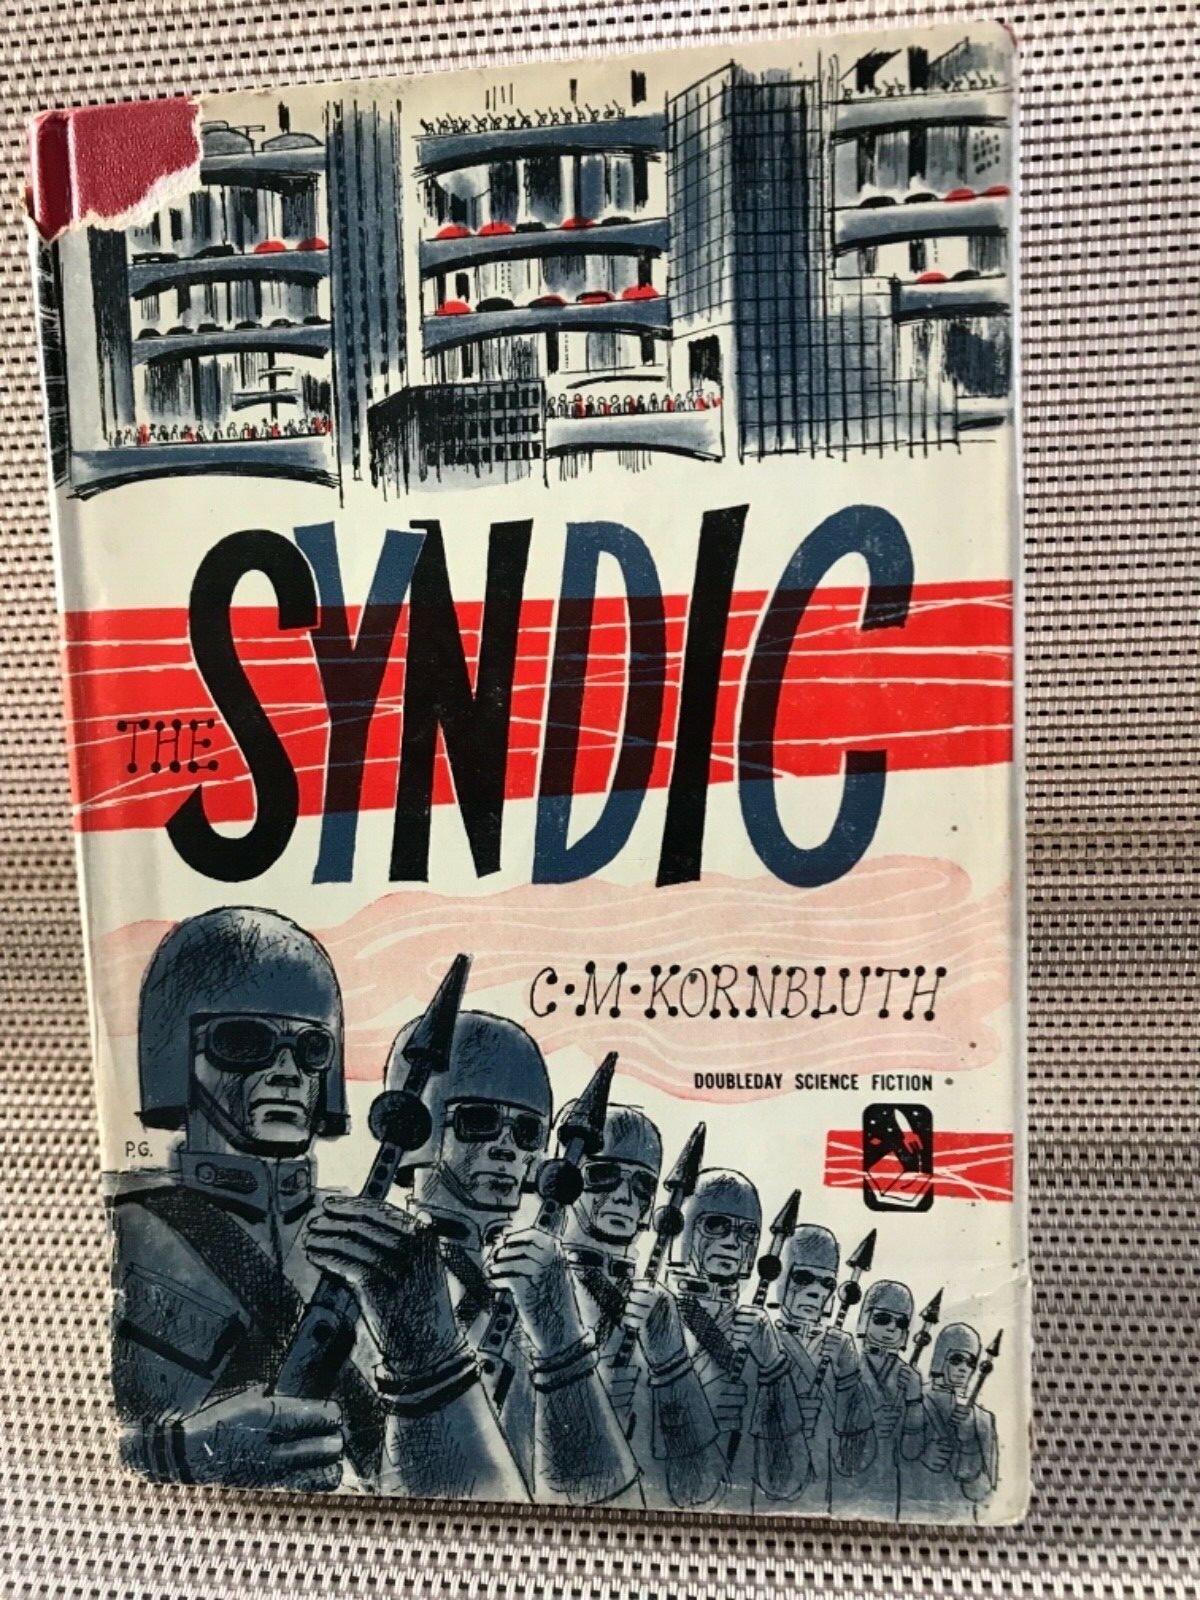 THE SYNDIC
C·M·KORNBLUTH
DOUBLEDAY SCIENCE FICTION
P.G.